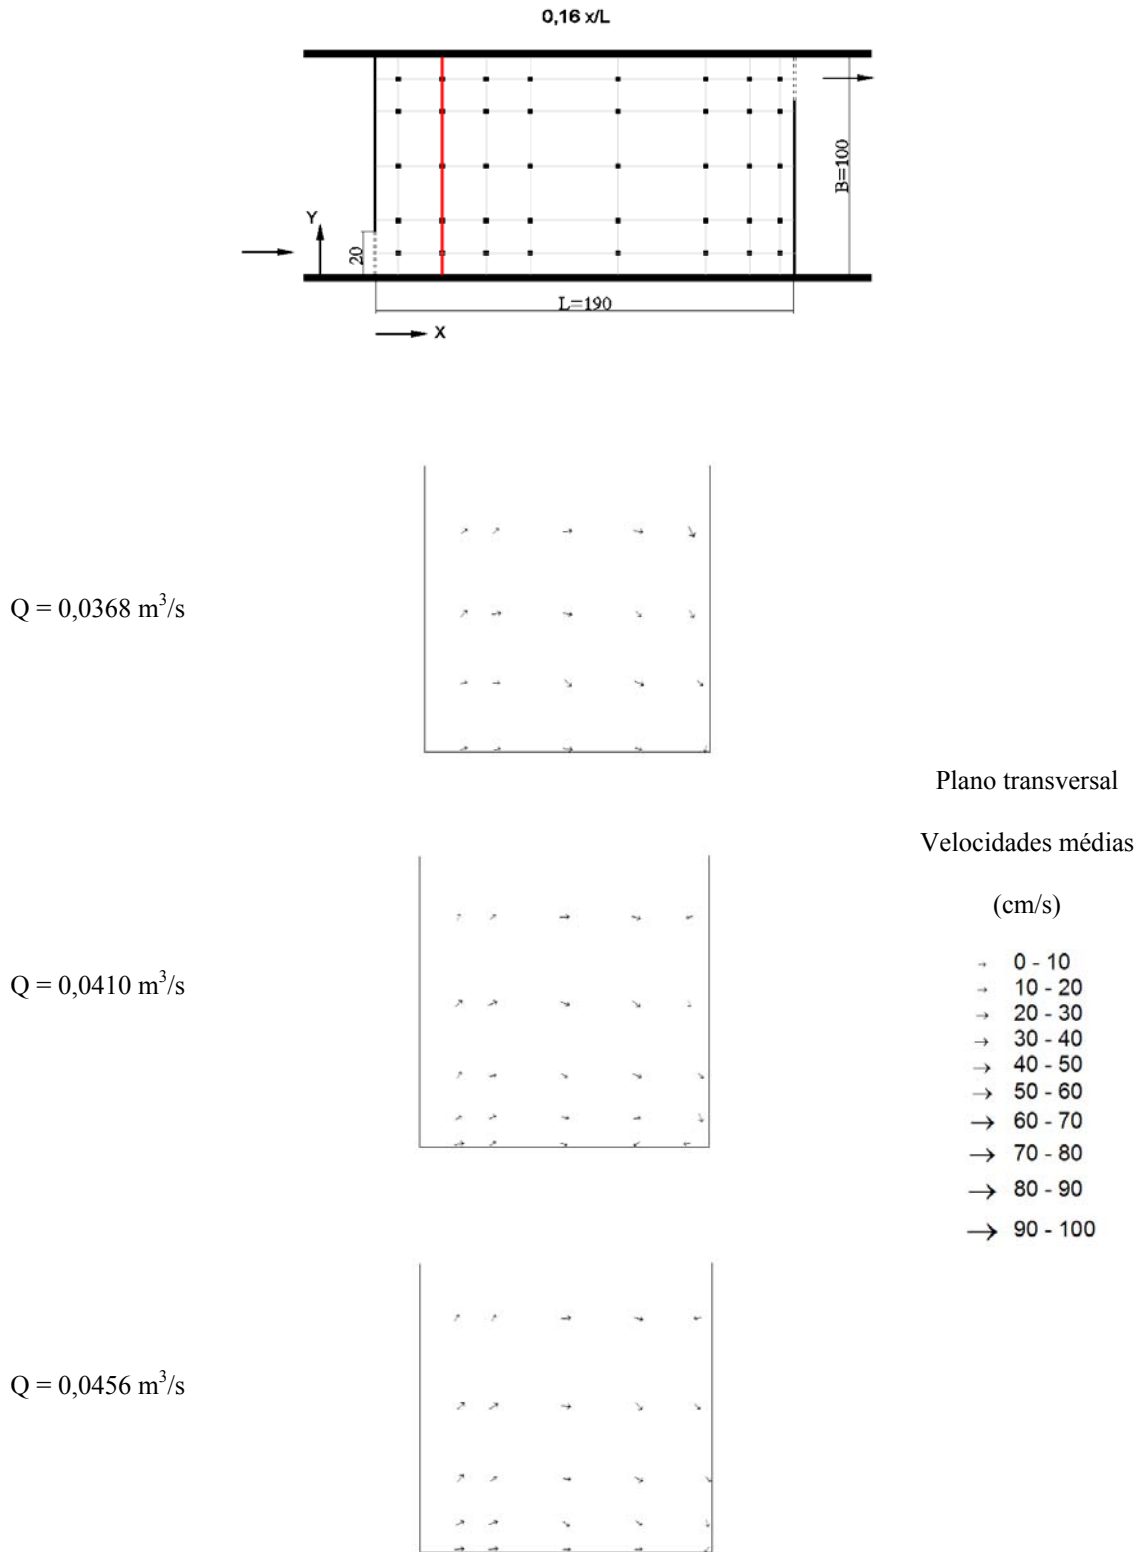 0,16 x/L
B=100
Y
20
L=190
X
Q = 0,0368 m³/s
Plano transversal
Velocidades médias
(cm/s)
0 - 10
10 - 20
20 - 30
30 - 40
40 - 50
50 - 60
60 - 70
70 - 80
80 - 90
90 - 100
Q = 0,0410 m³/s
Q = 0,0456 m³/s